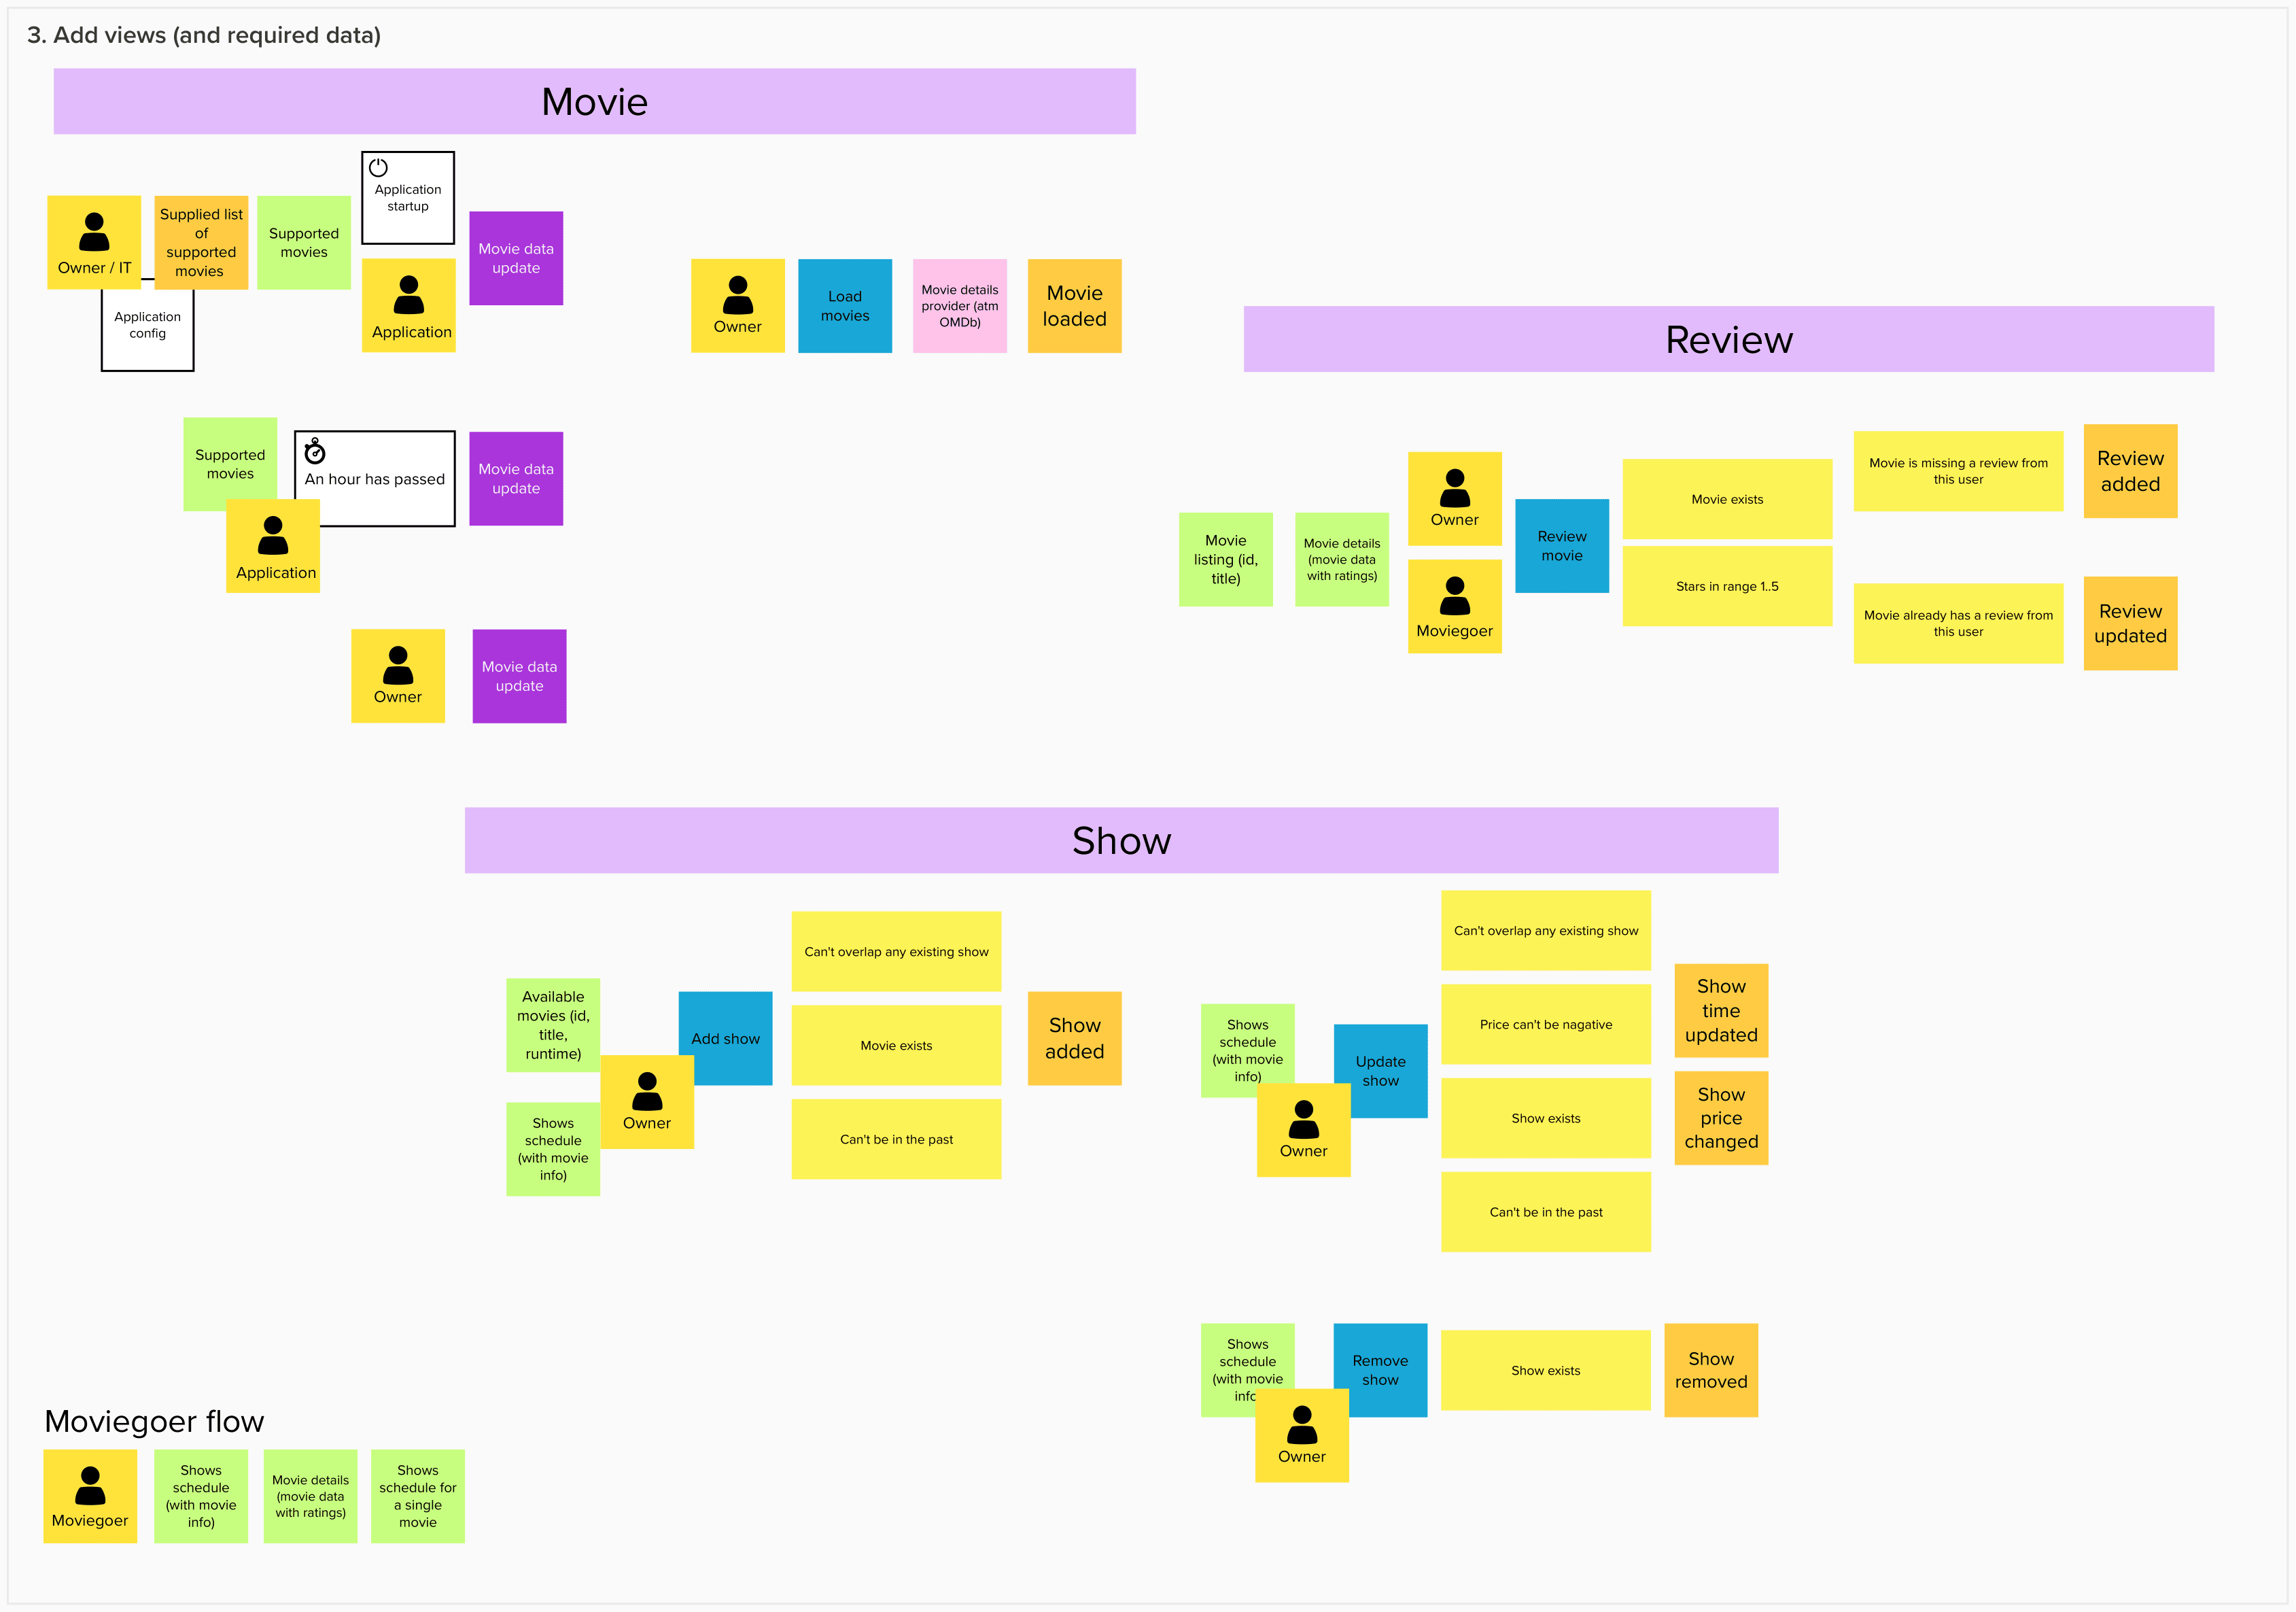 3. Add views (and required data)
Movie
Owner / IT
Supplied list
of
supported
movies
Supported
movies
Application
startup
Application
Movie data
update
Application
config
Owner
Load
movies
Movie details
provider (atm
OMDb)
Movie
loaded
Supported
movies
An hour has passed
Application
Movie data
update
Owner
Movie data
update
Review
Movie
listing (id,
title)
Movie details
(movie data
with ratings)
Owner
Moviegoer
Review
movie
Movie exists
Stars in range 1..5
Movie is missing a review from
this user
Review
added
Movie already has a review from
this user
Review
updated
Show
Available
movies (id,
title,
runtime)
Shows
schedule
(with movie
info)
Owner
Add show
Can't overlap any existing show
Movie exists
Can't be in the past
Show
added
Shows
schedule
(with movie
info)
Owner
Update
show
Can't overlap any existing show
Price can't be nagative
Show exists
Can't be in the past
Show
time
updated
Show
price
changed
Shows
schedule
(with movie
info
Owner
Remove
show
Show exists
Show
removed
Moviegoer flow
Moviegoer
Shows
schedule
(with movie
info)
Movie details
(movie data
with ratings)
Shows
schedule for
a single
movie